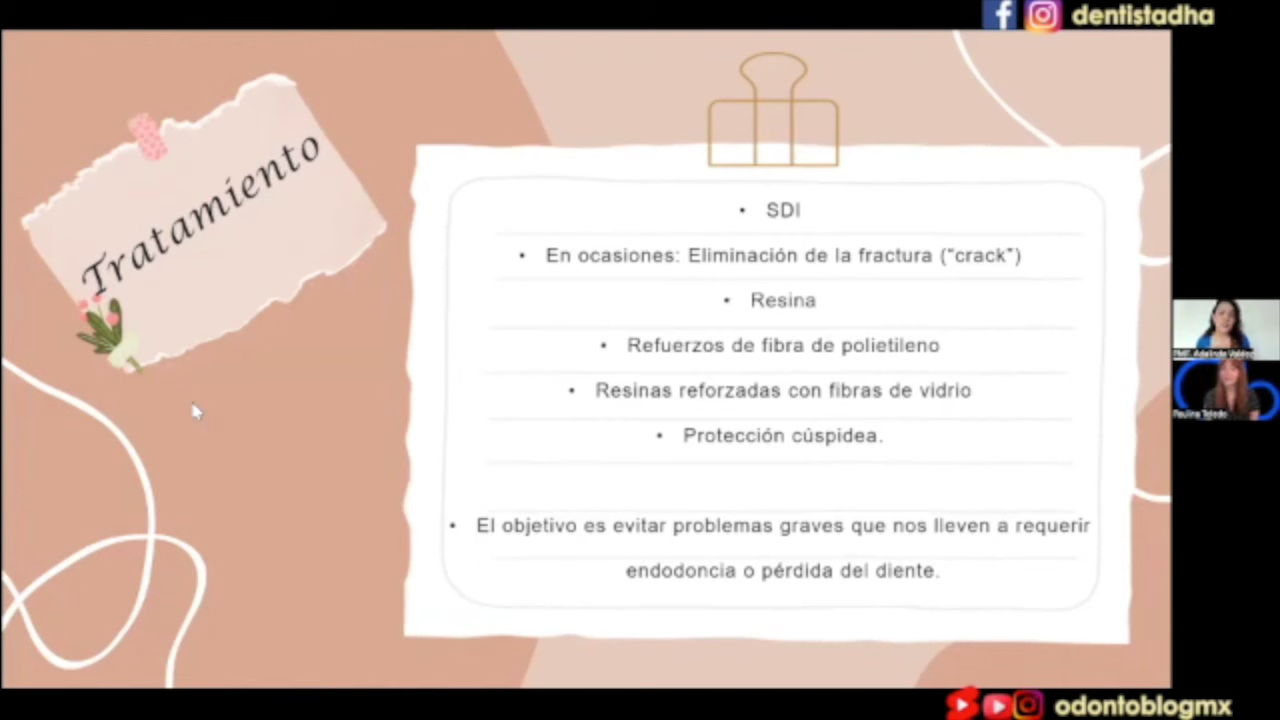 dentistadha
Tratamiento
• SDI
• En ocasiones: Eliminación de la fractura (“crack”)
• Resina
• Refuerzos de fibra de polietileno
• Resinas reforzadas con fibras de vidrio
• Protección cúspidea.
• El objetivo es evitar problemas graves que nos lleven a requerir
endodoncia o pérdida del diente.
Paulina Toledo
odontoblogmx